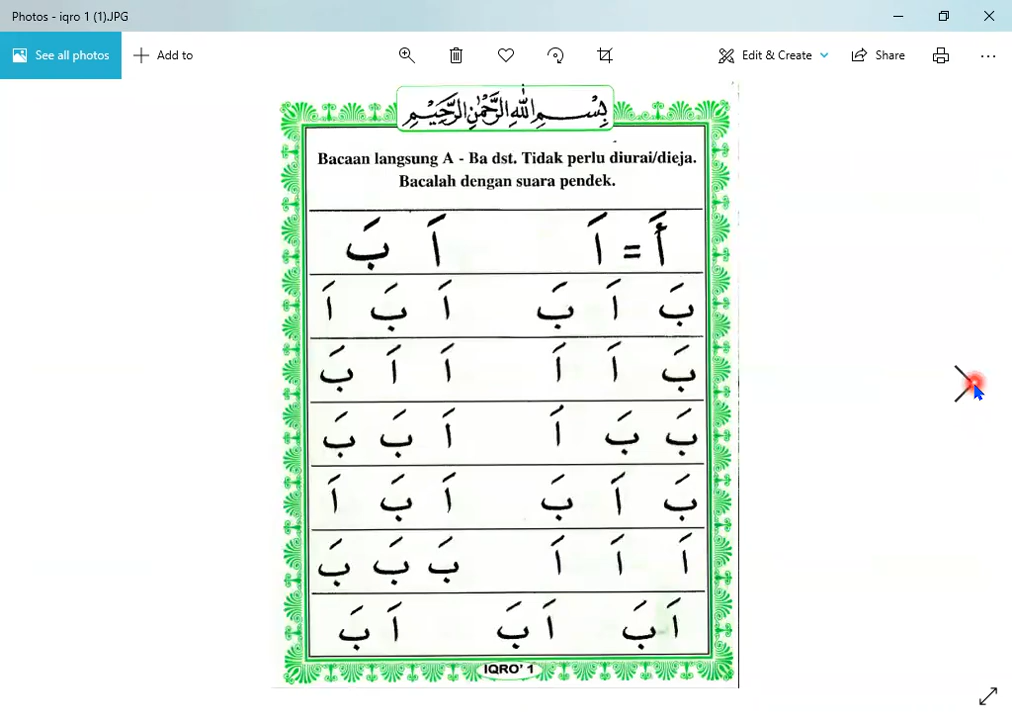 Photos - iqro 1 (1).JPG
See all photos
Add to
Edit & Create
Share
بِسْمِ اللّٰهِ الرَّحْمٰنِ الرَّحِيْمِ
Bacaan langsung A - Ba dst. Tidak perlu diurai/dieja.
Bacalah dengan suara pendek.
أَ = اَ اَ بَ
بَ اَ بَ اَ بَ اَ
بَ اَ اَ اَ اَ بَ
بَ بَ اَ اَ بَ بَ
بَ اَ بَ اَ بَ اَ
اَ اَ اَ بَ بَ بَ
اَ بَ اَ بَ اَ بَ
IQRO' 1